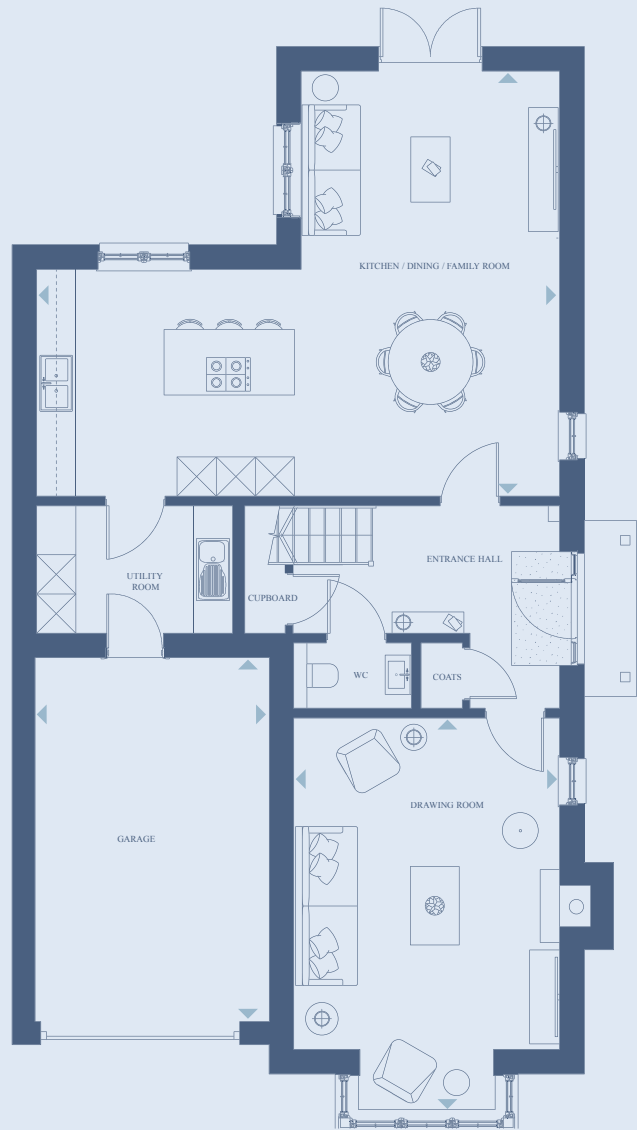 KITCHEN / DINING / FAMILY ROOM
ENTRANCE HALL
UTILITY
ROOM
CUPBOARD
WC
COATS
DRAWING ROOM
GARAGE